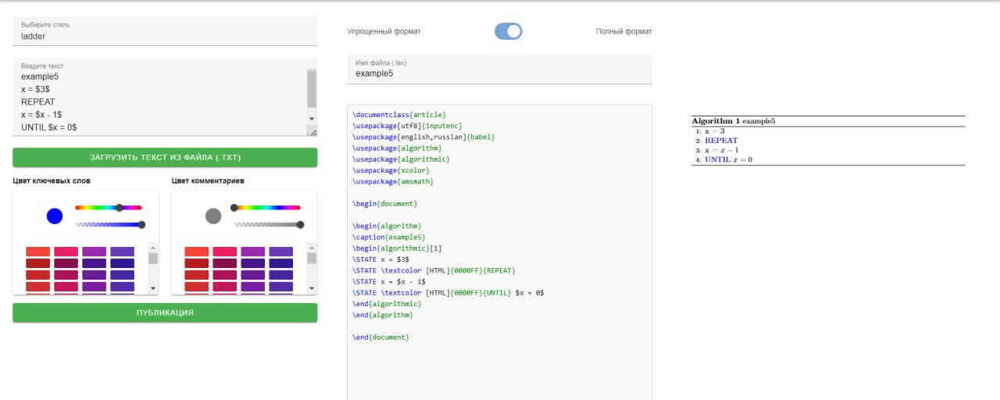 Выберите стиль
ladder
Введите текст
example5
x = $3$
REPEAT
x = $x - 1$
UNTIL $x = 0$
ЗАГРУЗИТЬ ТЕКСТ ИЗ ФАЙЛА (.TXT)
Цвет ключевых слов
Цвет комментариев
ПУБЛИКАЦИЯ
Упрощенный формат
Полный формат
Имя файла (.tex)
example5
\documentclass{article}
\usepackage[utf8]{inputenc}
\usepackage[english,russian]{babel}
\usepackage{algorithm}
\usepackage{algorithmic}
\usepackage{xcolor}
\usepackage{amsmath}
\begin{document}
\begin{algorithm}
\caption{example5}
\begin{algorithmic}[1]
\STATE x = $3$
\STATE \textcolor [HTML]{0000FF}{REPEAT}
\STATE x = $x - 1$
\STATE \textcolor [HTML]{0000FF}{UNTIL} $x = 0$
\end{algorithmic}
\end{algorithm}
\end{document}
Algorithm 1 example5
1: x = 3
2: REPEAT
3: x = x − 1
4: UNTIL x = 0